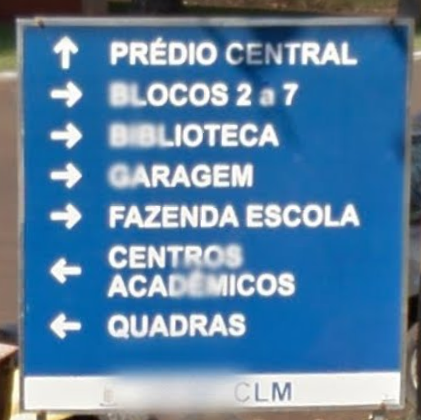 ↑ PRÉDIO CENTRAL
→ BLOCOS 2 a 7
→ BIBLIOTECA
→ GARAGEM
→ FAZENDA ESCOLA
← CENTROS
ACADÊMICOS
← QUADRAS
CLM